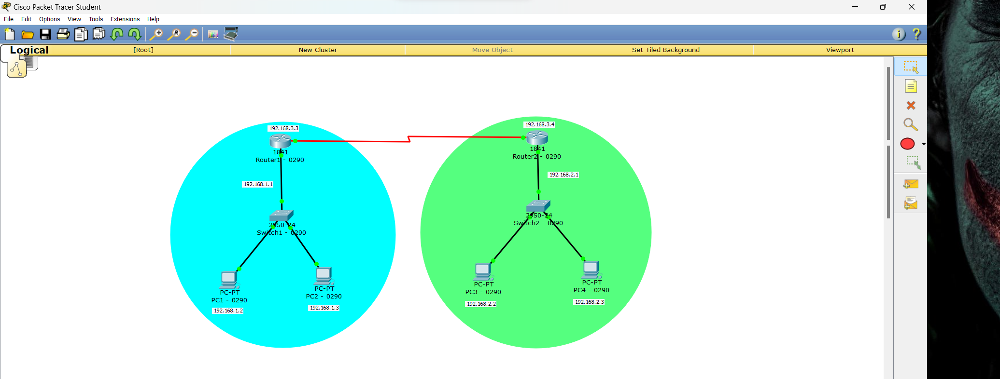 Cisco Packet Tracer Student
File Edit Options View Tools Extensions Help
Logical [Root] New Cluster Move Object Set Tiled Background Viewport
192.168.3.3
1841
Router1 - 0290
192.168.1.1
2950-24
Switch1 - 0290
PC-PT
PC1 - 0290
192.168.1.2
PC-PT
PC2 - 0290
192.168.1.3
192.168.3.4
1841
Router2 - 0290
192.168.2.1
2950-24
Switch2 - 0290
PC-PT
PC3 - 0290
192.168.2.2
PC-PT
PC4 - 0290
192.168.2.3